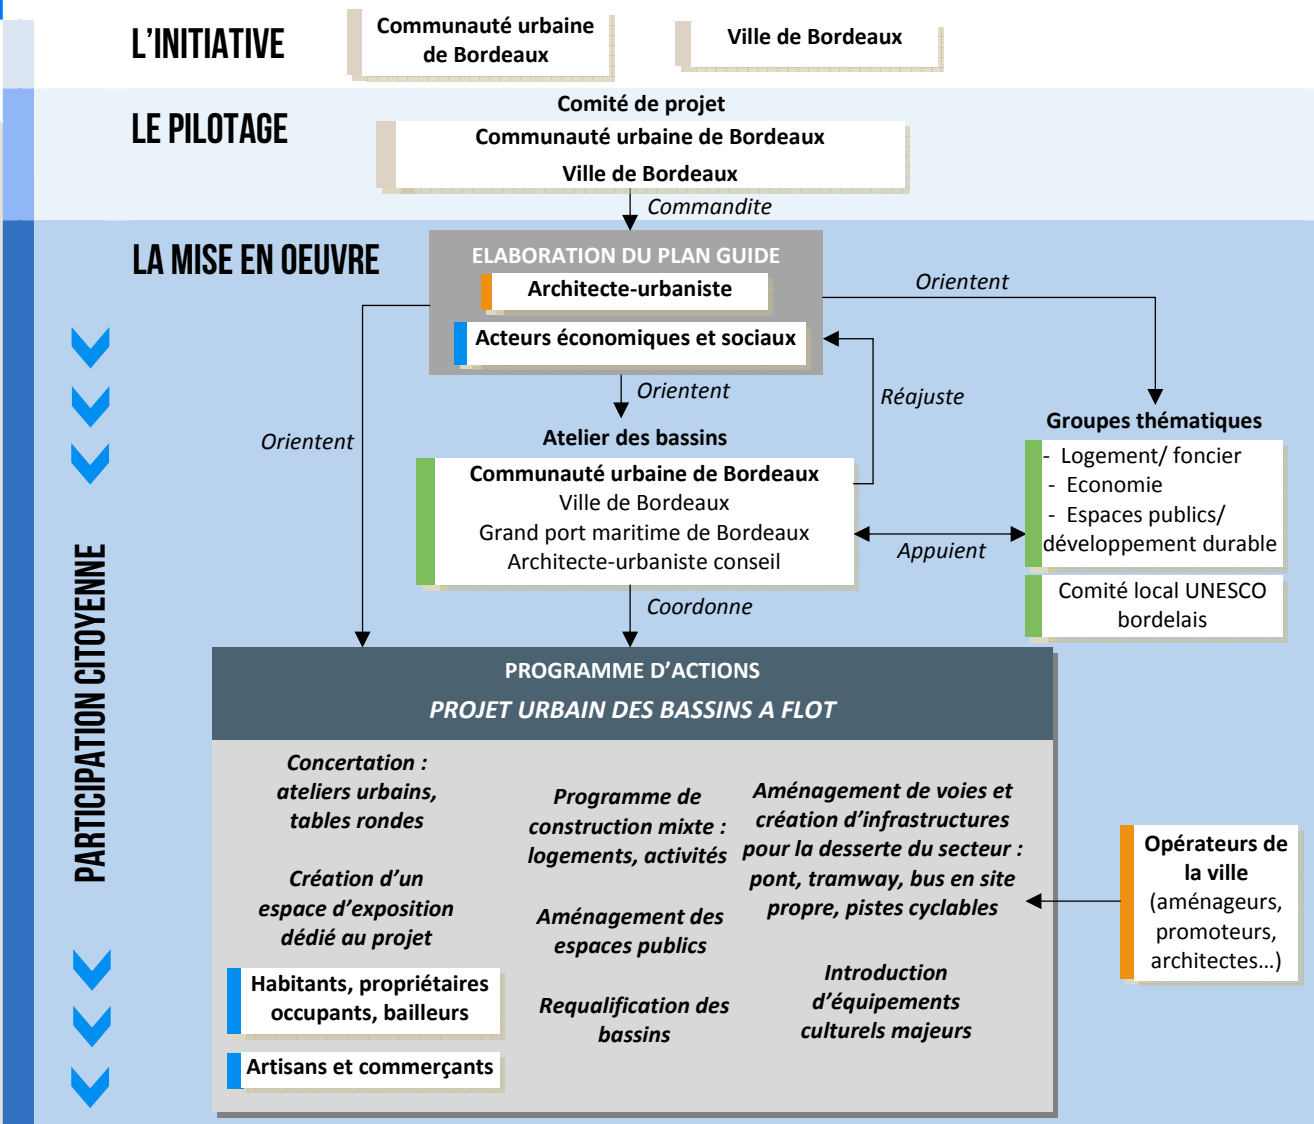 L'INITIATIVE
Communauté urbaine
de Bordeaux
Ville de Bordeaux
LE PILOTAGE
Comité de projet
Communauté urbaine de Bordeaux
Ville de Bordeaux
Commandite
LA MISE EN OEUVRE
ELABORATION DU PLAN GUIDE
Architecte-urbaniste
Acteurs économiques et sociaux
Orientent
Orientent
Orientent
Réajuste
Atelier des bassins
Communauté urbaine de Bordeaux
Ville de Bordeaux
Grand port maritime de Bordeaux
Architecte-urbaniste conseil
Appuient
Groupes thématiques
- Logement/ foncier
- Economie
- Espaces publics/
développement durable
Comité local UNESCO
bordelais
Coordonne
PARTICIPATION CITOYENNE
PROGRAMME D'ACTIONS
PROJET URBAIN DES BASSINS A FLOT
Concertation :
ateliers urbains,
tables rondes
Création d'un
espace d'exposition
dédié au projet
Habitants, propriétaires
occupants, bailleurs
Artisans et commerçants
Programme de
construction mixte :
logements, activités
Aménagement des
espaces publics
Requalification des
bassins
Aménagement de voies et
création d'infrastructures
pour la desserte du secteur :
pont, tramway, bus en site
propre, pistes cyclables
Introduction
d'équipements
culturels majeurs
Opérateurs de
la ville
(aménageurs,
promoteurs,
architectes…)